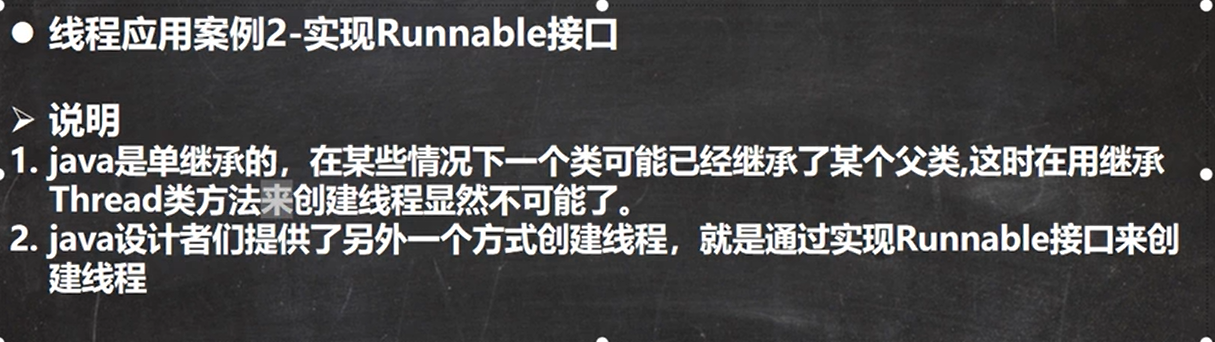 ● 线程应用案例2-实现Runnable接口
➢ 说明
1. java是单继承的，在某些情况下一个类可能已经继承了某个父类,这时在用继承
Thread类方法来创建线程显然不可能了。
2. java设计者们提供了另外一个方式创建线程，就是通过实现Runnable接口来创
建线程